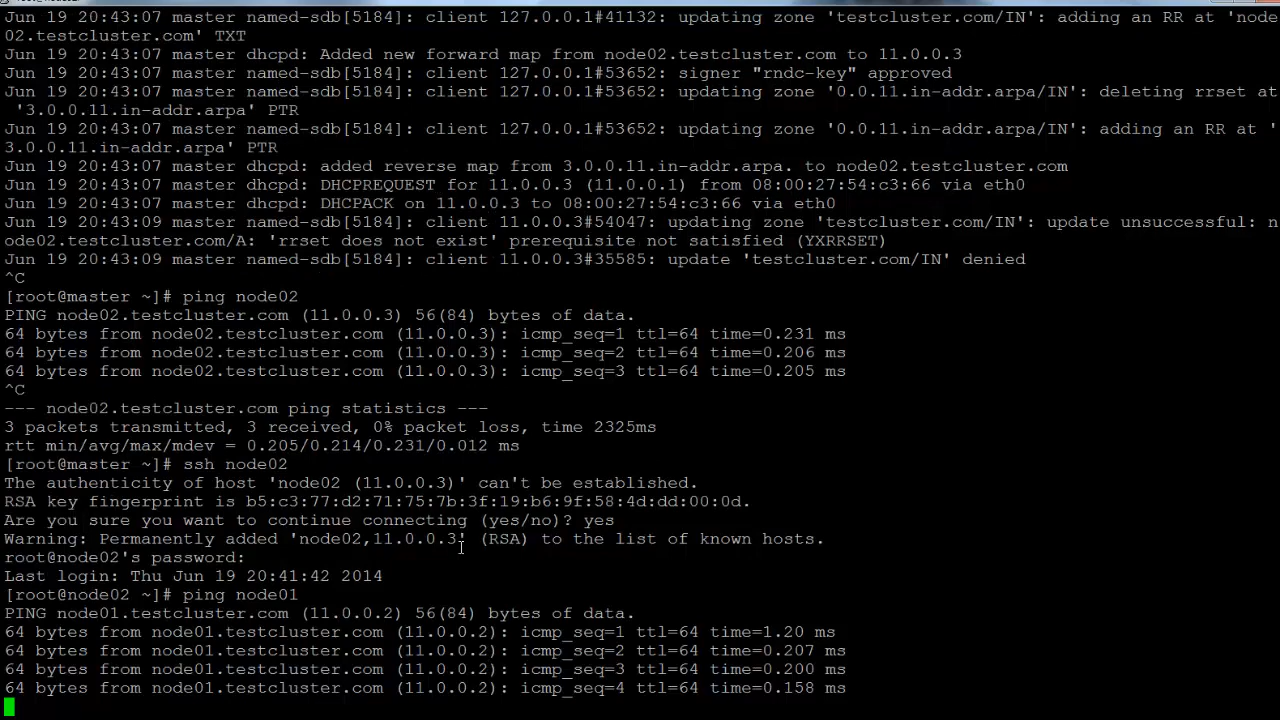 Jun 19 20:43:07 master named-sdb[5184]: client 127.0.0.1#41132: updating zone 'testcluster.com/IN': adding an RR at 'node
02.testcluster.com' TXT
Jun 19 20:43:07 master dhcpd: Added new forward map from node02.testcluster.com to 11.0.0.3
Jun 19 20:43:07 master named-sdb[5184]: client 127.0.0.1#53652: signer "rndc-key" approved
Jun 19 20:43:07 master named-sdb[5184]: client 127.0.0.1#53652: updating zone '0.0.11.in-addr.arpa/IN': deleting rrset at
'3.0.0.11.in-addr.arpa' PTR
Jun 19 20:43:07 master named-sdb[5184]: client 127.0.0.1#53652: updating zone '0.0.11.in-addr.arpa/IN': adding an RR at '
3.0.0.11.in-addr.arpa' PTR
Jun 19 20:43:07 master dhcpd: added reverse map from 3.0.0.11.in-addr.arpa. to node02.testcluster.com
Jun 19 20:43:07 master dhcpd: DHCPREQUEST for 11.0.0.3 (11.0.0.1) from 08:00:27:54:c3:66 via eth0
Jun 19 20:43:07 master dhcpd: DHCPACK on 11.0.0.3 to 08:00:27:54:c3:66 via eth0
Jun 19 20:43:09 master named-sdb[5184]: client 11.0.0.3#54047: updating zone 'testcluster.com/IN': update unsuccessful: n
ode02.testcluster.com/A: 'rrset does not exist' prerequisite not satisfied (YXRRSET)
Jun 19 20:43:09 master named-sdb[5184]: client 11.0.0.3#35585: update 'testcluster.com/IN' denied
^C
[root@master ~]# ping node02
PING node02.testcluster.com (11.0.0.3) 56(84) bytes of data.
64 bytes from node02.testcluster.com (11.0.0.3): icmp_seq=1 ttl=64 time=0.231 ms
64 bytes from node02.testcluster.com (11.0.0.3): icmp_seq=2 ttl=64 time=0.206 ms
64 bytes from node02.testcluster.com (11.0.0.3): icmp_seq=3 ttl=64 time=0.205 ms
^C
--- node02.testcluster.com ping statistics ---
3 packets transmitted, 3 received, 0% packet loss, time 2325ms
rtt min/avg/max/mdev = 0.205/0.214/0.231/0.012 ms
[root@master ~]# ssh node02
The authenticity of host 'node02 (11.0.0.3)' can't be established.
RSA key fingerprint is b5:c3:77:d2:71:75:7b:3f:19:b6:9f:58:4d:dd:00:0d.
Are you sure you want to continue connecting (yes/no)? yes
Warning: Permanently added 'node02,11.0.0.3' (RSA) to the list of known hosts.
root@node02's password:
Last login: Thu Jun 19 20:41:42 2014
[root@node02 ~]# ping node01
PING node01.testcluster.com (11.0.0.2) 56(84) bytes of data.
64 bytes from node01.testcluster.com (11.0.0.2): icmp_seq=1 ttl=64 time=1.20 ms
64 bytes from node01.testcluster.com (11.0.0.2): icmp_seq=2 ttl=64 time=0.207 ms
64 bytes from node01.testcluster.com (11.0.0.2): icmp_seq=3 ttl=64 time=0.200 ms
64 bytes from node01.testcluster.com (11.0.0.2): icmp_seq=4 ttl=64 time=0.158 ms